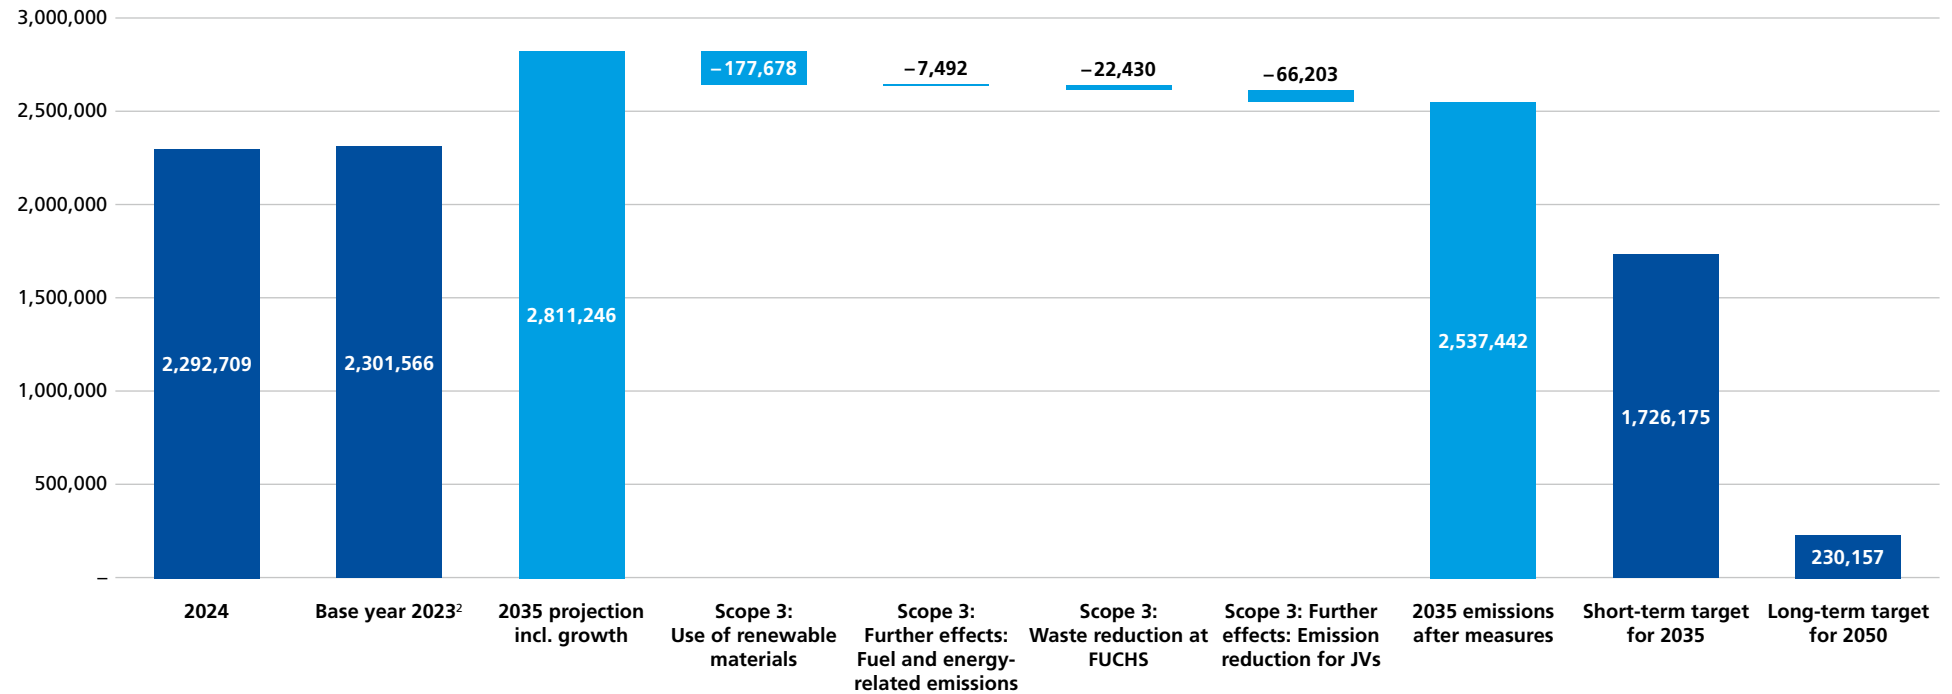 3,000,000
2,500,000
2,000,000
1,500,000
1,000,000
500,000
–
2,292,709
2,301,566
2,811,246
–177,678
–7,492
–22,430
–66,203
2,537,442
1,726,175
230,157
2024
Base year 2023²
2035 projection
incl. growth
Scope 3:
Use of renewable
materials
Scope 3:
Further effects:
Fuel and energy-
related emissions
Scope 3:
Waste reduction at
FUCHS
Scope 3: Further
effects: Emission
reduction for JVs
2035 emissions
after measures
Short-term target
for 2035
Long-term target
for 2050